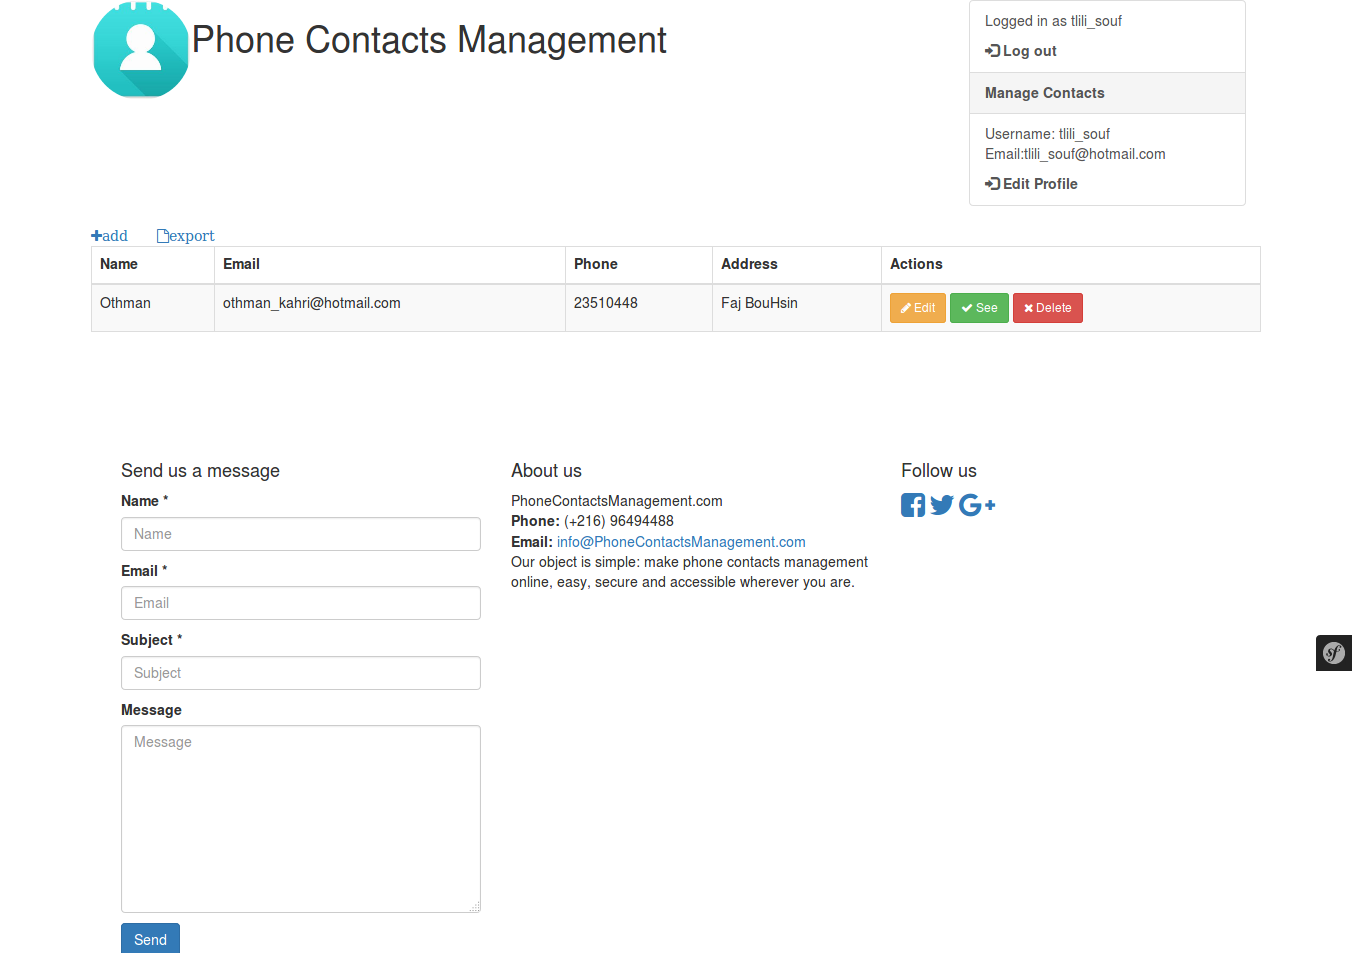 Phone Contacts Management
Logged in as tlili_souf
Log out
Manage Contacts
Username: tlili_souf
Email:tlili_souf@hotmail.com
Edit Profile
add export
Name Email Phone Address Actions
Othman othman_kahri@hotmail.com 23510448 Faj BouHsin Edit See Delete
Send us a message
Name *
Name
Email *
Email
Subject *
Subject
Message
Message
Send
About us
PhoneContactsManagement.com
Phone: (+216) 96494488
Email: info@PhoneContactsManagement.com
Our object is simple: make phone contacts management
online, easy, secure and accessible wherever you are.
Follow us
sf